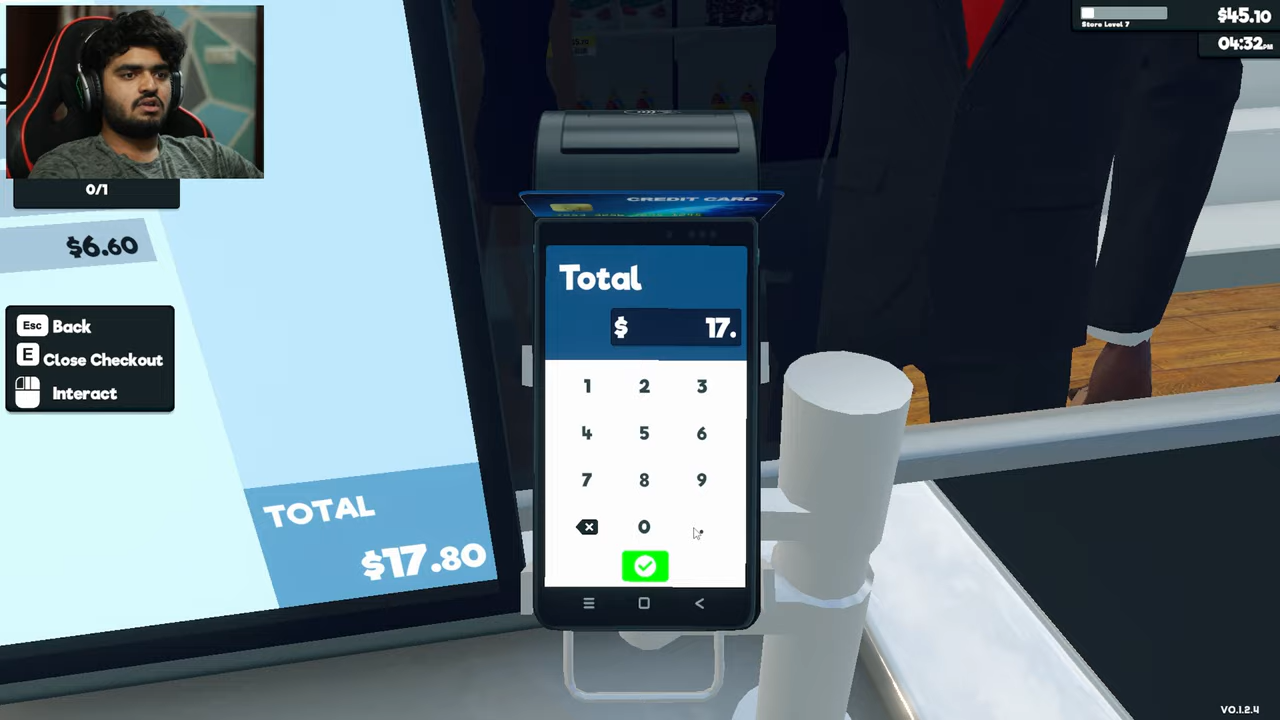 $45.10
Store Level 7
04:32PM
0/1
$6.60
CREDIT CARD
Total
$ 17.
Esc Back
E Close Checkout
Interact
1 2 3
4 5 6
7 8 9
0 .
TOTAL
$17.80
V0.1.2.4